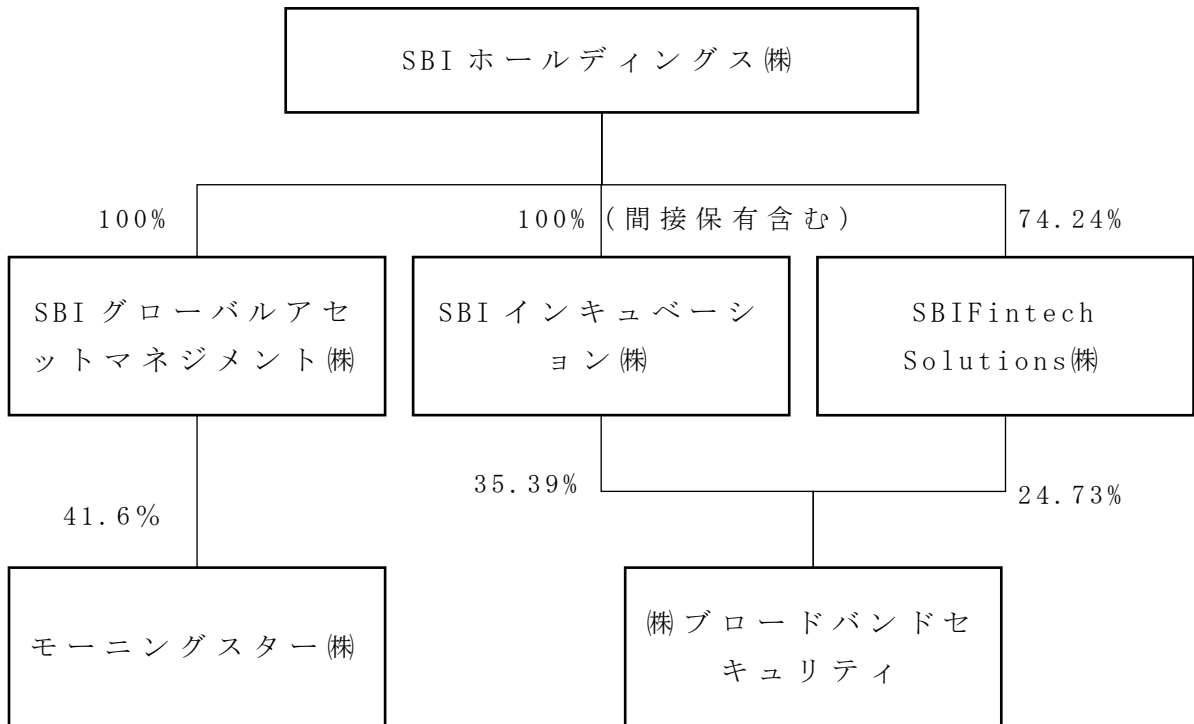 SBIホールディングス㈱
100%
100%(間接保有含む)
74.24%
SBIグローバルアセ
ットマネジメント㈱
SBIインキュベーシ
ョン㈱
SBIFintech
Solutions㈱
35.39%
24.73%
41.6％
モーニングスター㈱
㈱ブロードバンドセ
キュリティ